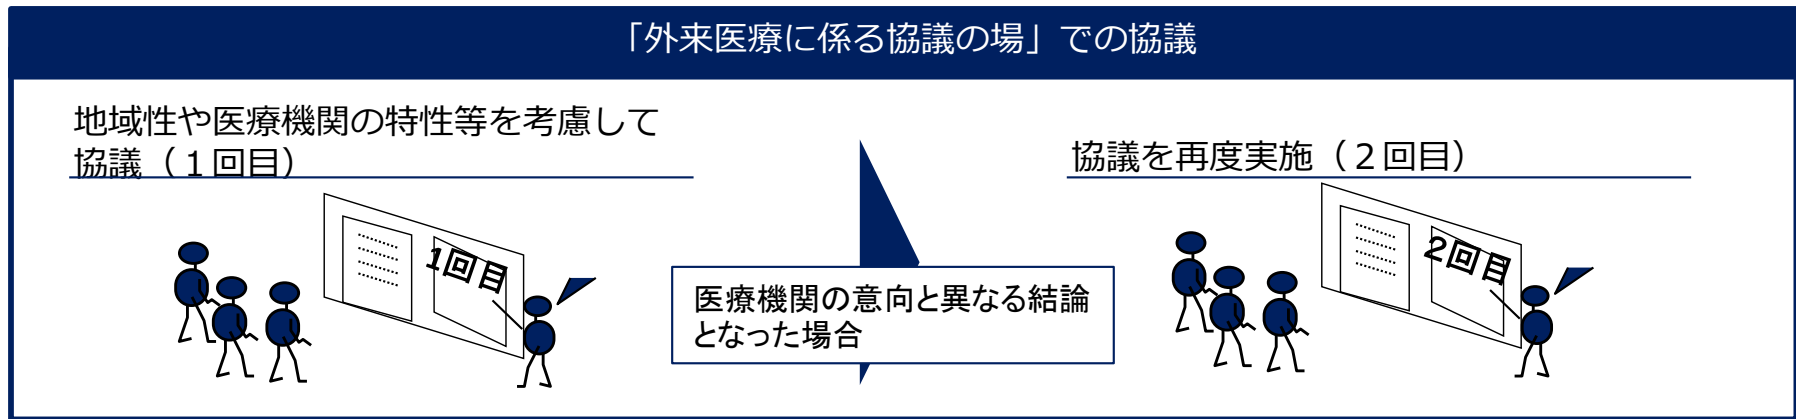 「外来医療に係る協議の場」での協議
地域性や医療機関の特性等を考慮して
協議（１回目）
1回目
医療機関の意向と異なる結論
となった場合
協議を再度実施（２回目）
2回目